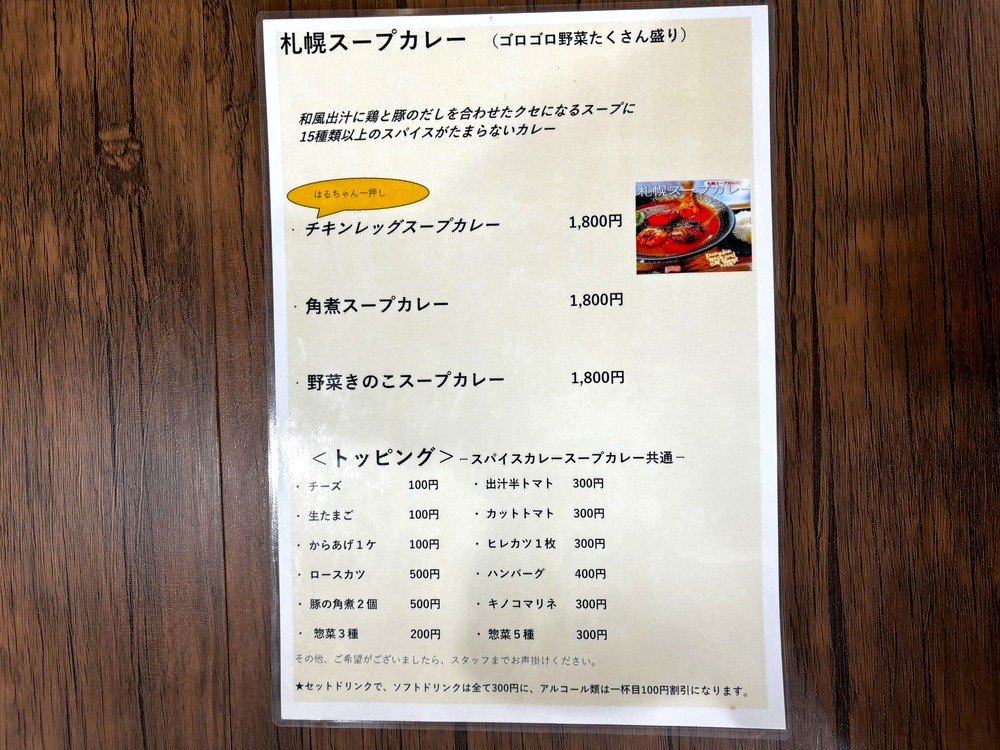 札幌スープカレー （ゴロゴロ野菜たくさん盛り）
和風出汁に鶏と豚のだしを合わせたクセになるスープに
15種類以上のスパイスがたまらないカレー
はるちゃん一押し
・チキンレッグスープカレー 1,800円
札幌スープカレー
・角煮スープカレー 1,800円
・野菜きのこスープカレー 1,800円
＜トッピング＞－スパイスカレースープカレー共通－
・チーズ 100円 ・出汁半トマト 300円
・生たまご 100円 ・カットトマト 300円
・からあげ１ケ 100円 ・ヒレカツ１枚 300円
・ロースカツ 500円 ・ハンバーグ 400円
・豚の角煮２個 500円 ・キノコマリネ 300円
・惣菜３種 200円 ・惣菜５種 300円
その他、ご希望がございましたら、スタッフまでお声掛けください。
★セットドリンクで、ソフトドリンクは全て300円に、アルコール類は一杯目100円割引になります。